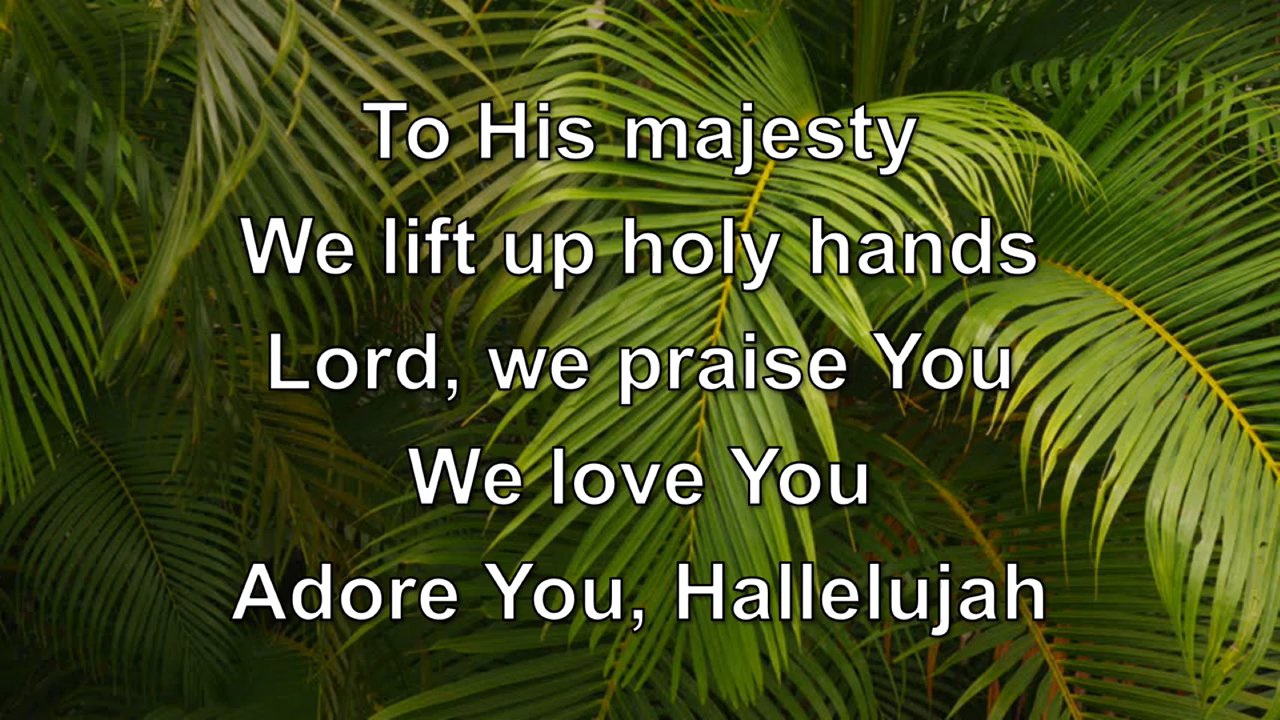 To His majesty
We lift up holy hands
Lord, we praise You
We love You
Adore You, Hallelujah